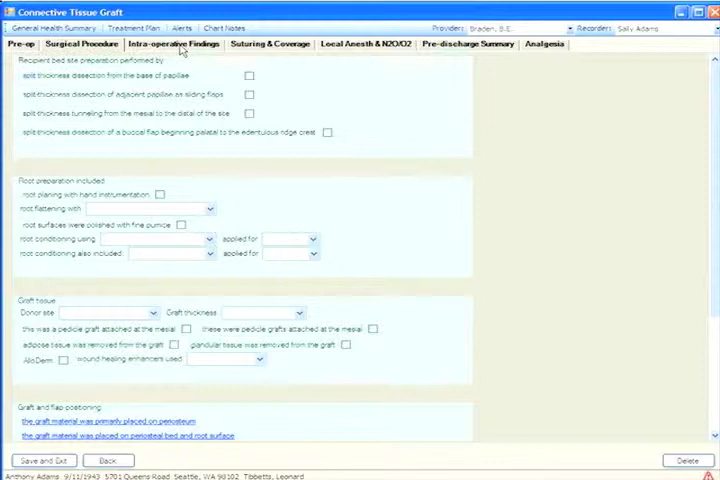 Connective Tissue Graft
General Health Summary Treatment Plan Alerts Chart Notes Provider: Braden, B.E. Recorder: Sally Adams
Pre-op Surgical Procedure Intra-operative Findings Suturing & Coverage Local Anesth & N2O/O2 Pre-discharge Summary Analgesia
Recipient bed site preparation performed by:
split thickness dissection from the base of papillae
split-thickness dissection of adjacent papillae as sliding flaps
split-thickness tunneling from the mesial to the distal of the site
split-thickness dissection of a buccal flap beginning palatal to the edentulous ridge crest
Root preparation included:
root planing with hand instrumentation
root flattening with
root surfaces were polished with fine pumice
root conditioning using applied for
root conditioning also included: applied for
Graft tissue
Donor site Graft thickness
this was a pedicle graft attached at the mesial these were pedicle grafts attached at the mesial
adipose tissue was removed from the graft glandular tissue was removed from the graft
AlloDerm wound-healing enhancers used:
Graft and flap positioning
the graft material was primarily placed on periosteum
the graft material was placed on periosteal bed and root surface
Save and Exit Back Delete
Anthony Adams 9/11/1943 5701 Queens Road Seattle, WA 98102 Tibbetts, Leonard